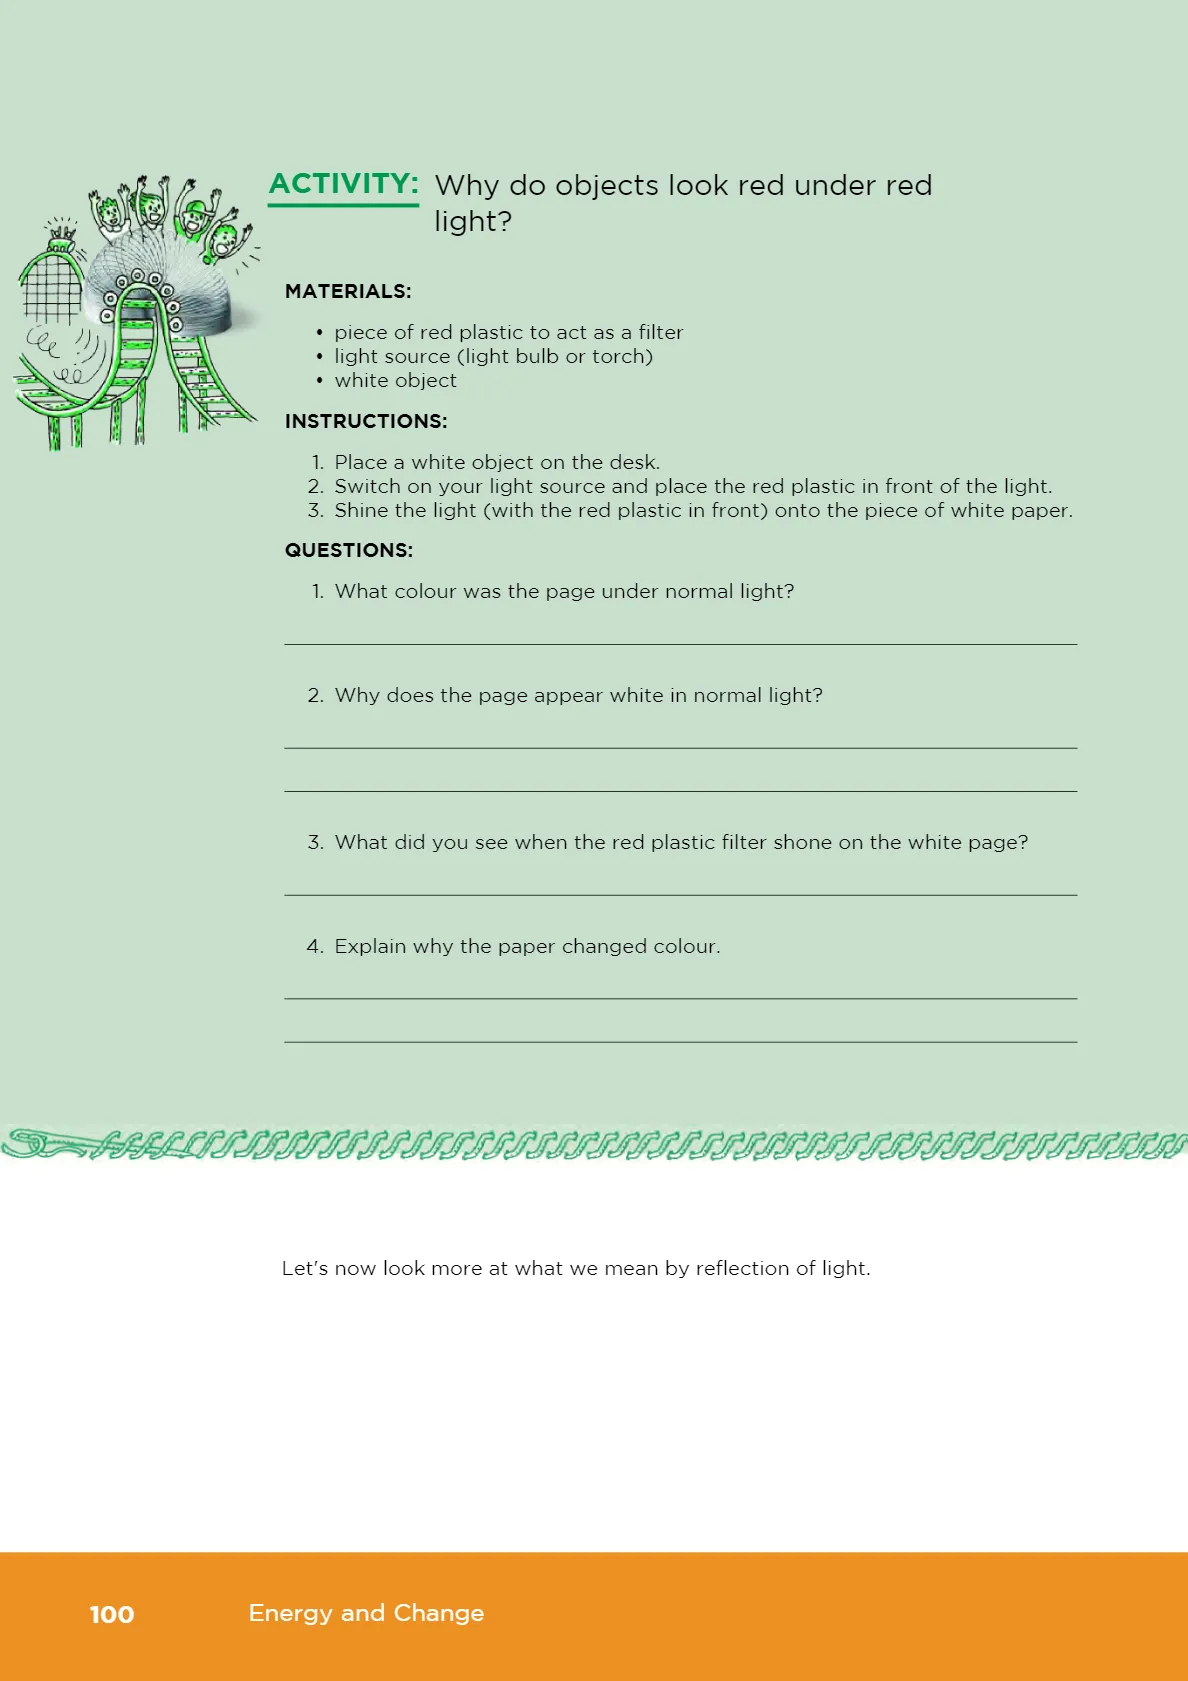 ACTIVITY: Why do objects look red under red
light?
MATERIALS:
• piece of red plastic to act as a filter
• light source (light bulb or torch)
• white object
INSTRUCTIONS:
1. Place a white object on the desk.
2. Switch on your light source and place the red plastic in front of the light.
3. Shine the light (with the red plastic in front) onto the piece of white paper.
QUESTIONS:
1. What colour was the page under normal light?
2. Why does the page appear white in normal light?
3. What did you see when the red plastic filter shone on the white page?
4. Explain why the paper changed colour.
Let's now look more at what we mean by reflection of light.
100 Energy and Change